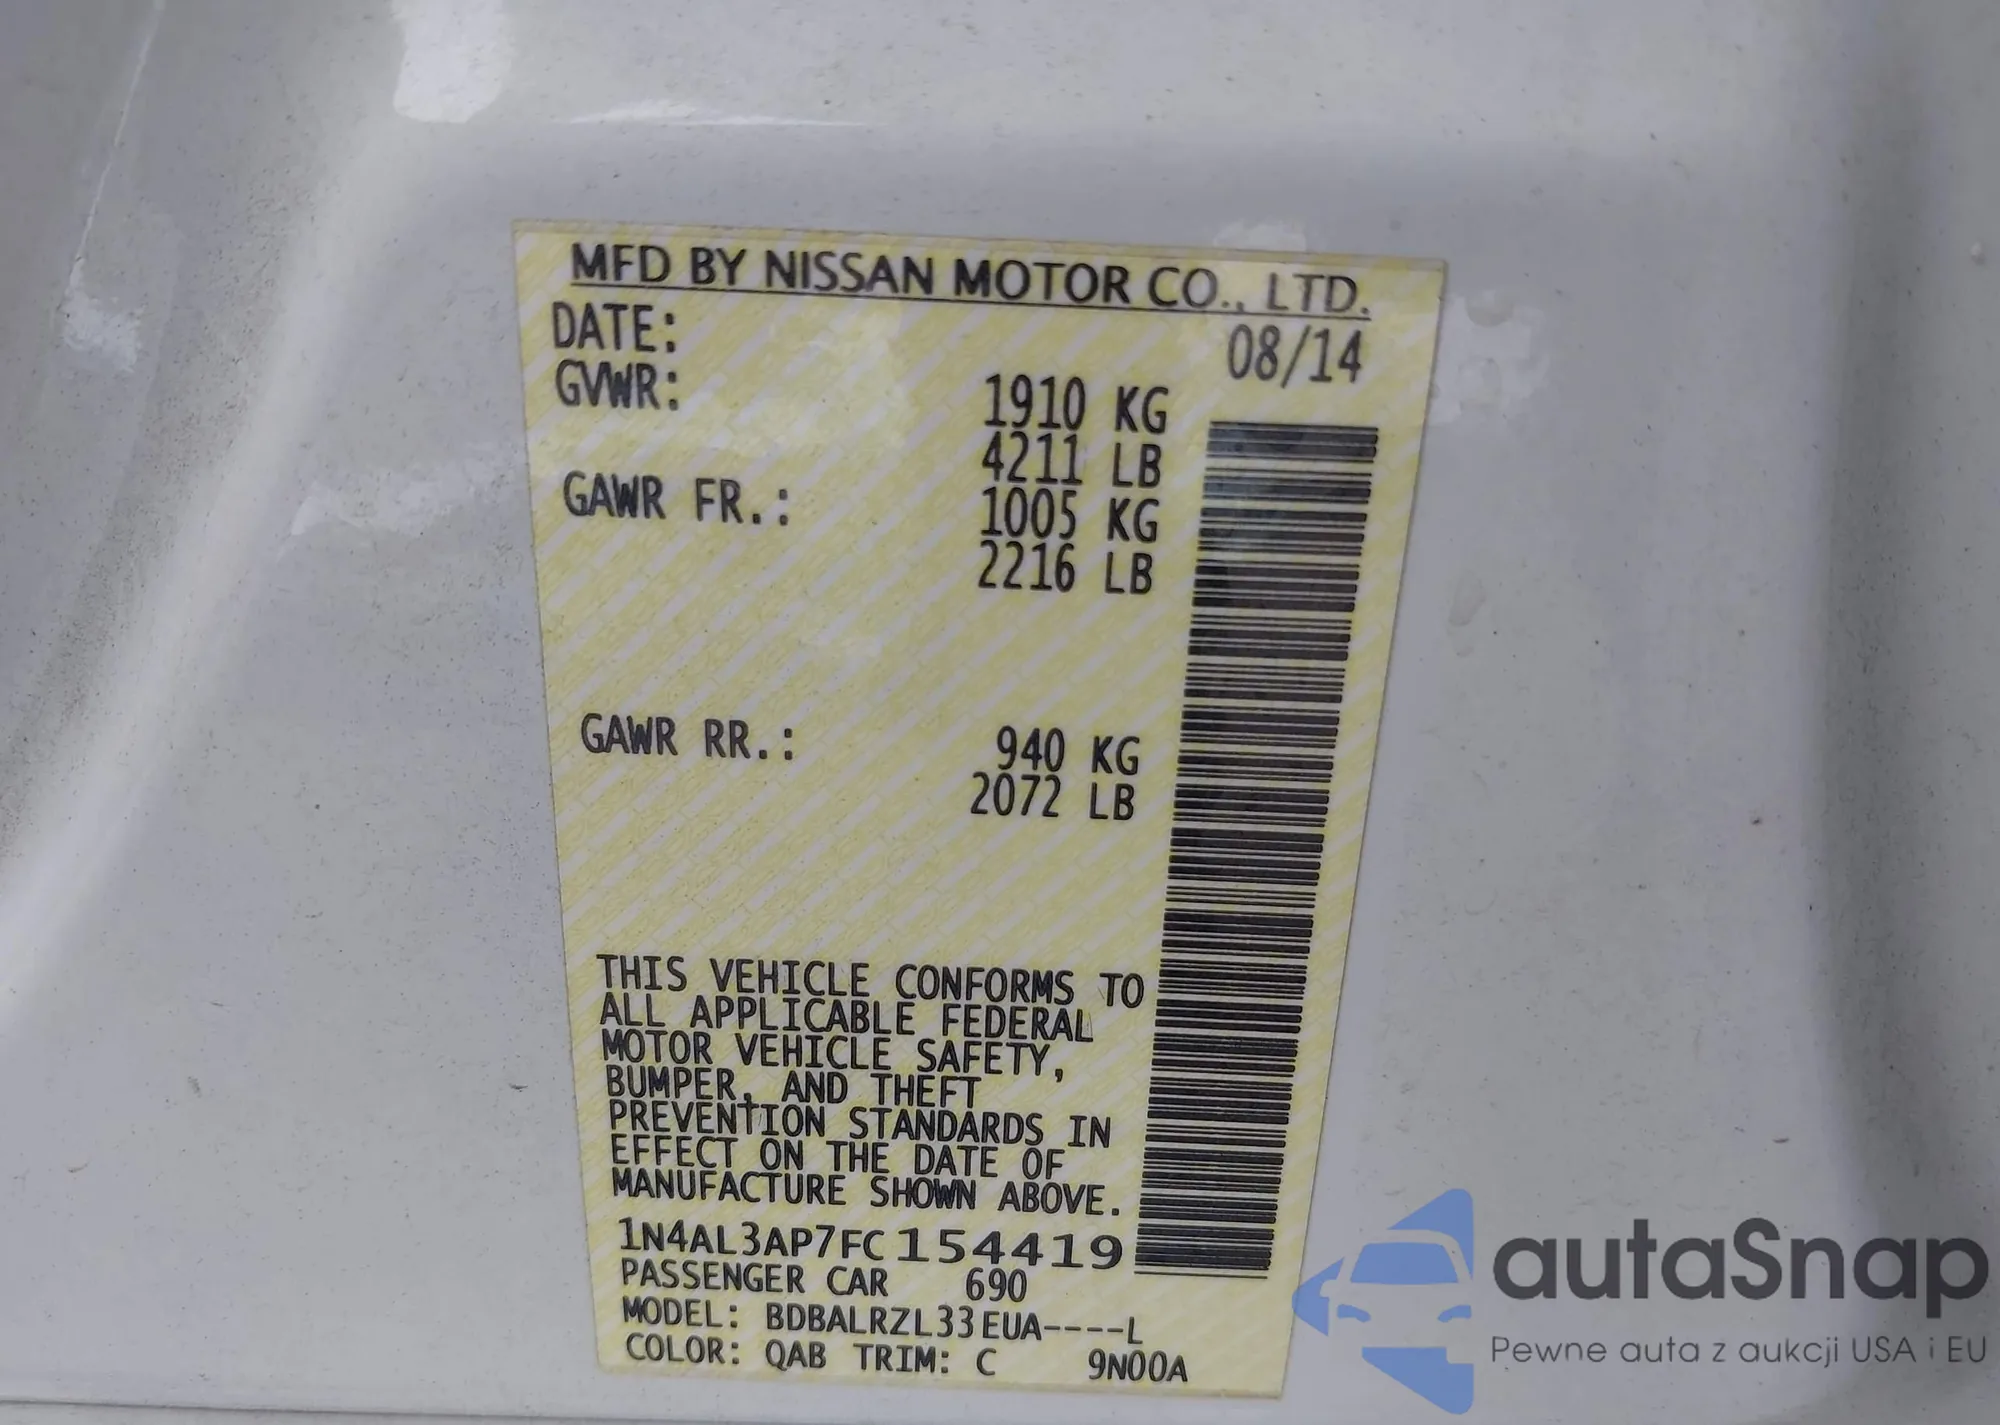 MFD BY NISSAN MOTOR CO., LTD.
DATE: 08/14
GVWR: 1910 KG
4211 LB
GAWR FR.: 1005 KG
2216 LB
GAWR RR.: 940 KG
2072 LB
THIS VEHICLE CONFORMS TO
ALL APPLICABLE FEDERAL
MOTOR VEHICLE SAFETY,
BUMPER, AND THEFT
PREVENTION STANDARDS IN
EFFECT ON THE DATE OF
MANUFACTURE SHOWN ABOVE.
1N4AL3AP7FC154419
PASSENGER CAR 690
MODEL: BDBALRZL33EUA----L
COLOR: QAB TRIM: C 9N00A
autaSnap
Pewne auta z aukcji USA i EU